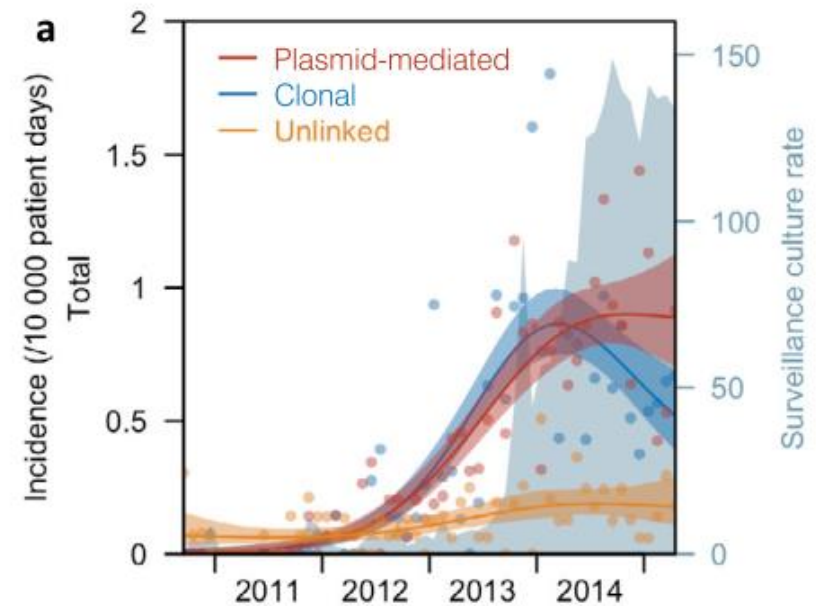 a
Incidence (/10 000 patient days)
Total
2
1.5
1
0.5
0
Plasmid-mediated
Clonal
Unlinked
150
100
50
0
Surveillance culture rate
2011
2012
2013
2014